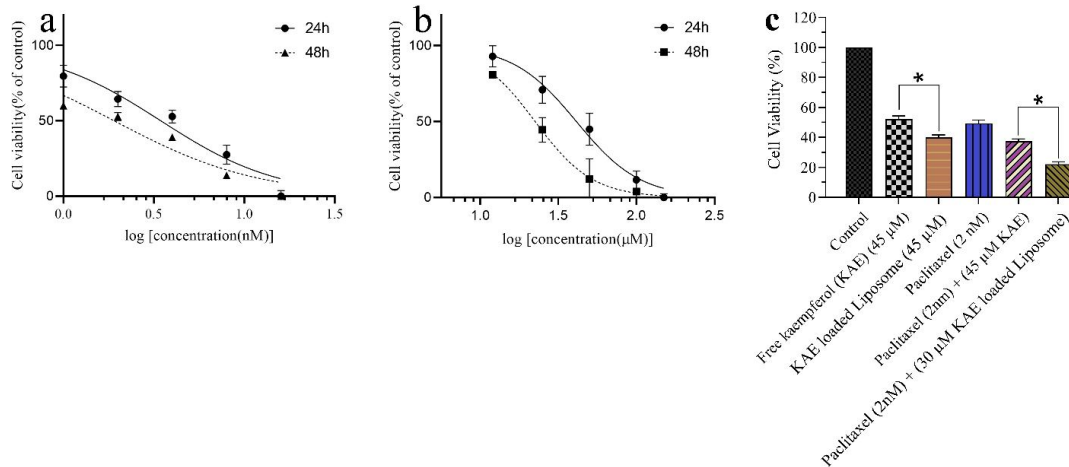 a
24h
48h
Cell viability(% of control)
100
50
0
0.0
0.5
1.0
1.5
log [concentration(nM)]
b
24h
48h
Cell viability(% of control)
100
50
0
1.0
1.5
2.0
2.5
log [concentration(µM)]
c
Cell Viability (%)
120
100
80
60
40
20
0
*
*
Control
Free kaempferol (KAE) (45 µM)
KAE loaded Liposome (45 µM)
Paclitaxel (2 nM)
Paclitaxel (2nm) + (45 µM KAE)
Paclitaxel (2nM) + (30 µM KAE loaded Liposome)